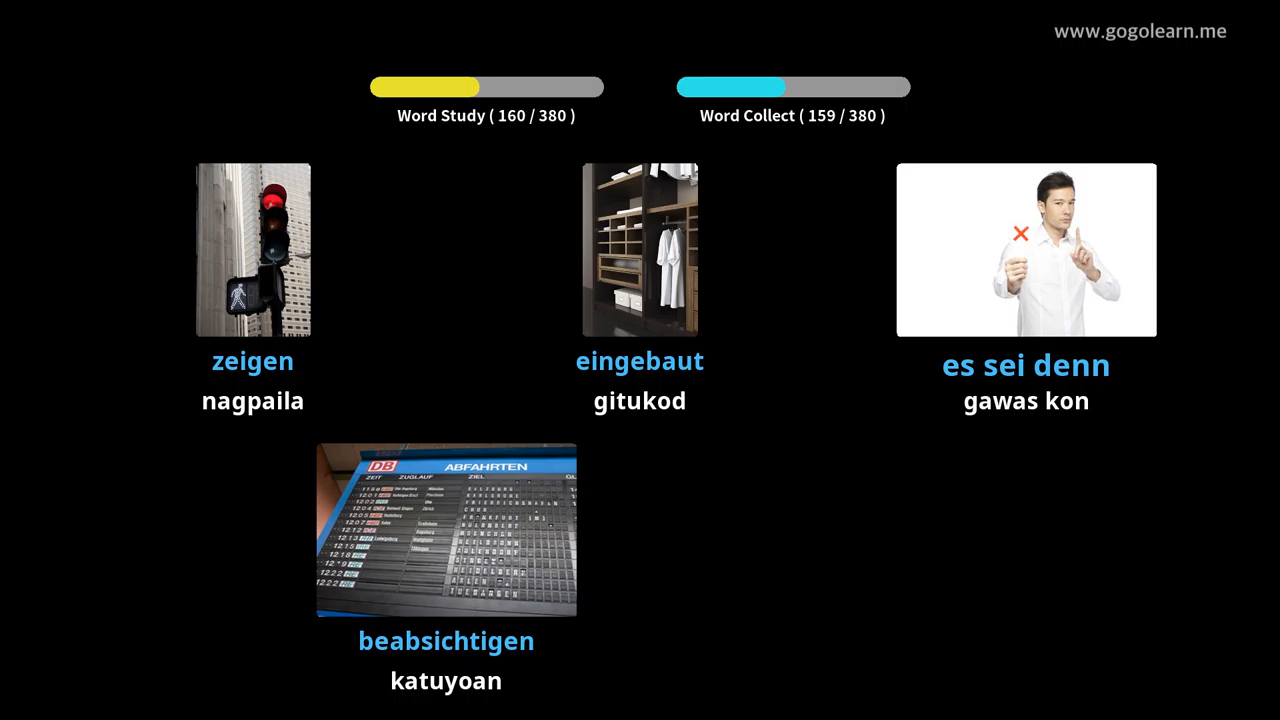 www.gogolearn.me
Word Study ( 160 / 380 )
Word Collect ( 159 / 380 )
zeigen
nagpaila
eingebaut
gitukod
es sei denn
gawas kon
DB ABFAHRTEN
ZEIT ZUGLAUF ZIEL
beabsichtigen
katuyoan